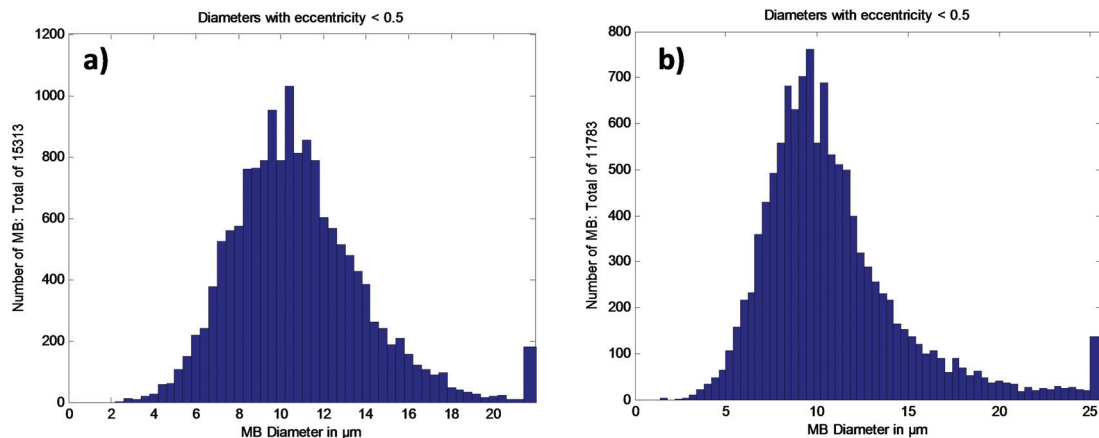 Diameters with eccentricity < 0.5
a)
1200
1000
800
600
400
200
0
Number of MB: Total of 15313
0 2 4 6 8 10 12 14 16 18 20
MB Diameter in µm
Diameters with eccentricity < 0.5
b)
800
700
600
500
400
300
200
100
0
Number of MB: Total of 11783
0 5 10 15 20 25
MB Diameter in µm